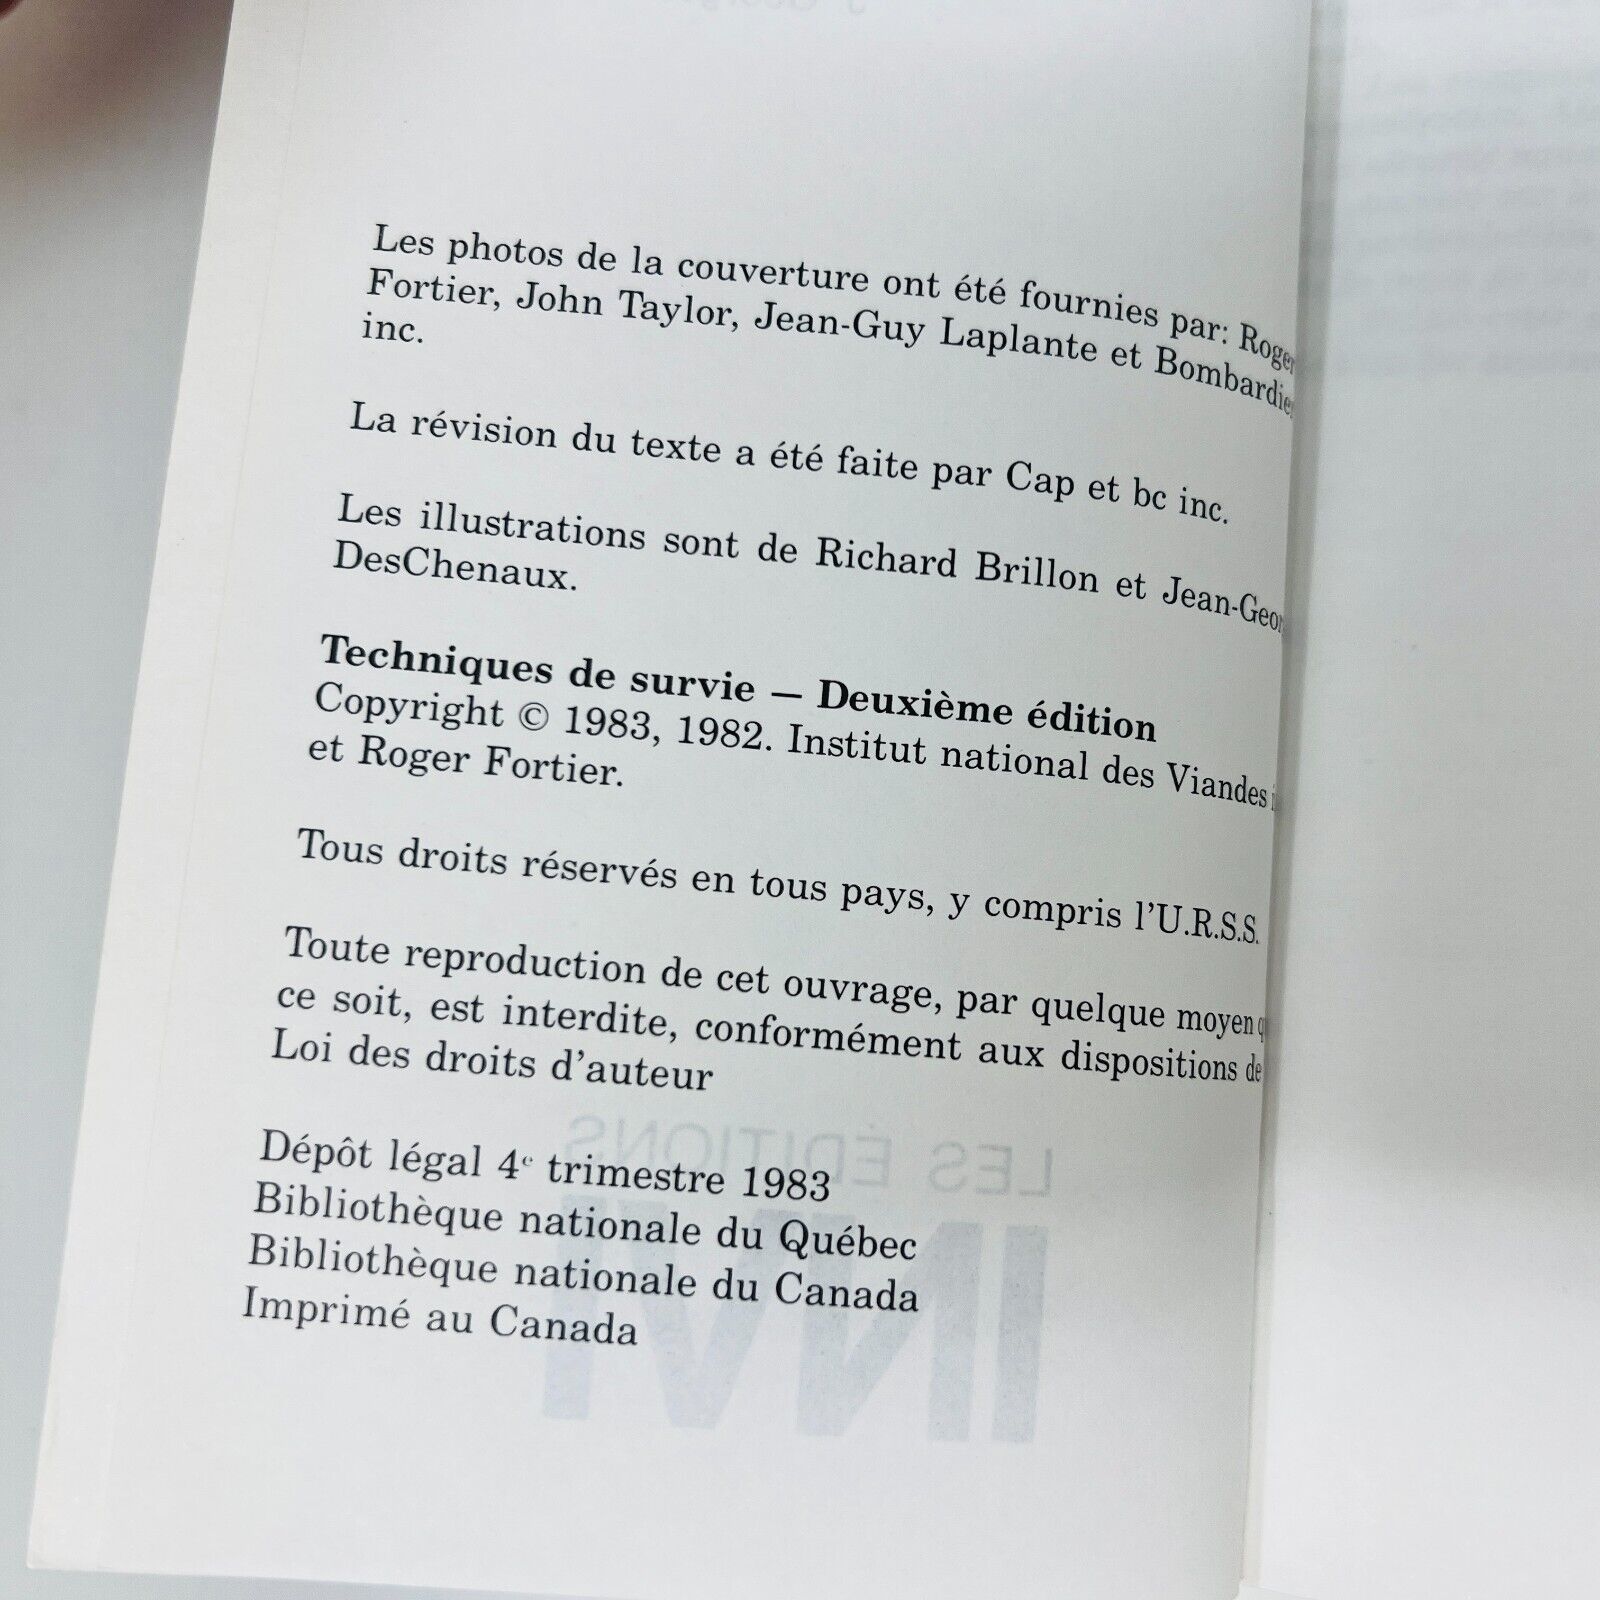 Les photos de la couverture ont été fournies par: Roger
Fortier, John Taylor, Jean-Guy Laplante et Bombardier
inc.
La révision du texte a été faite par Cap et bc inc.
Les illustrations sont de Richard Brillon et
DesChenaux.
Techniques de survie — Deuxième édition
Copyright © 1983, 1982. Institut national des Viandes
et Roger Fortier.
Tous droits réservés en tous pays, y compris l'U.R.S.S.
Toute reproduction de cet ouvrage, par quelque moyen
ce soit, est interdite, conformément aux dispositions de
Loi des droits d'auteur
Dépôt légal 4e trimestre 1983
Bibliothèque nationale du Québec
Bibliothèque nationale du Canada
Imprimé au Canada
LES ÉDITIONS